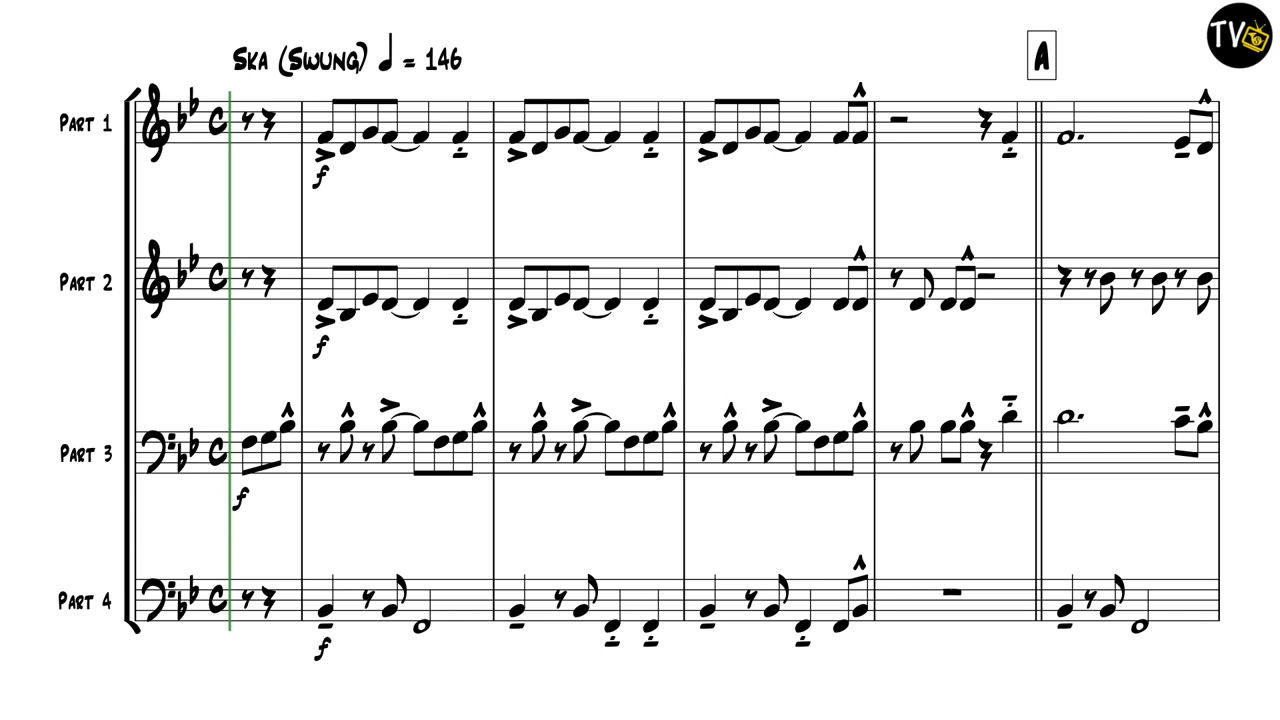 TV
Ska (Swung) ♩ = 146
A
Part 1
f
Part 2
f
Part 3
f
Part 4
f